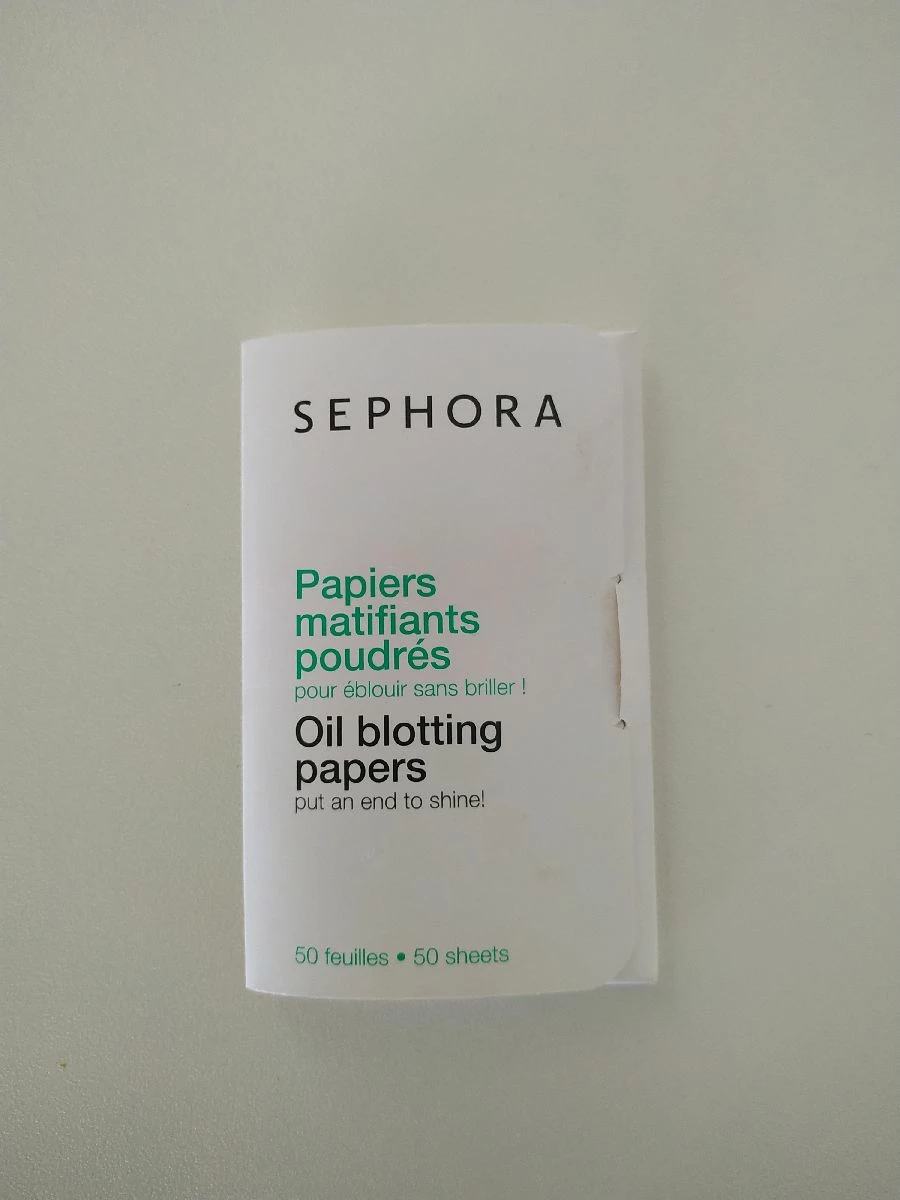 SEPHORA
Papiers
matifiants
poudrés
pour éblouir sans briller !
Oil blotting
papers
put an end to shine!
50 feuilles • 50 sheets